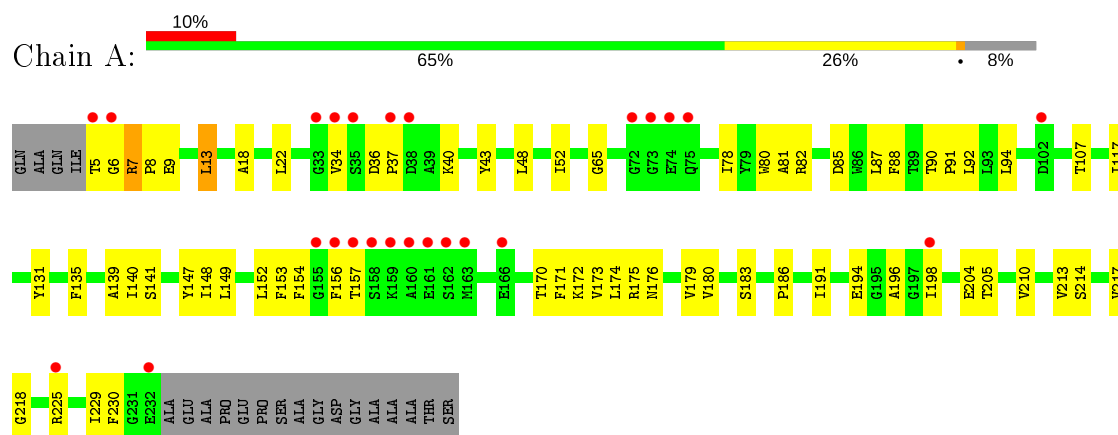 10%
Chain A:
65% 26% • 8%
GLN ALA GLN ILE T5 G6 R7 P8 E9 L13 A18 L22 G33 V34 S35 D36 P37 D38 A39 K40 Y43 L48 I52 G65 G72 G73 E74 Q75 I78 Y79 W80 A81 R82 D85 W86 L87 F88 T89 T90 P91 L92 L93 L94 D102 T107
Y131 F135 A139 I140 S141 Y147 I148 L149 L152 F153 F154 G155 F156 T157 S158 K159 A160 E161 S162 M163 E166 T170 F171 K172 V173 L174 R175 N176 V179 V180 S183 P186 I191 E194 G195 A196 G197 I198 E204 T205 V210 V213 S214 V217
G218 R225 I229 F230 G231 E232 ALA GLU ALA PRO GLU PRO SER ALA GLY ASP GLY ALA ALA ALA THR SER